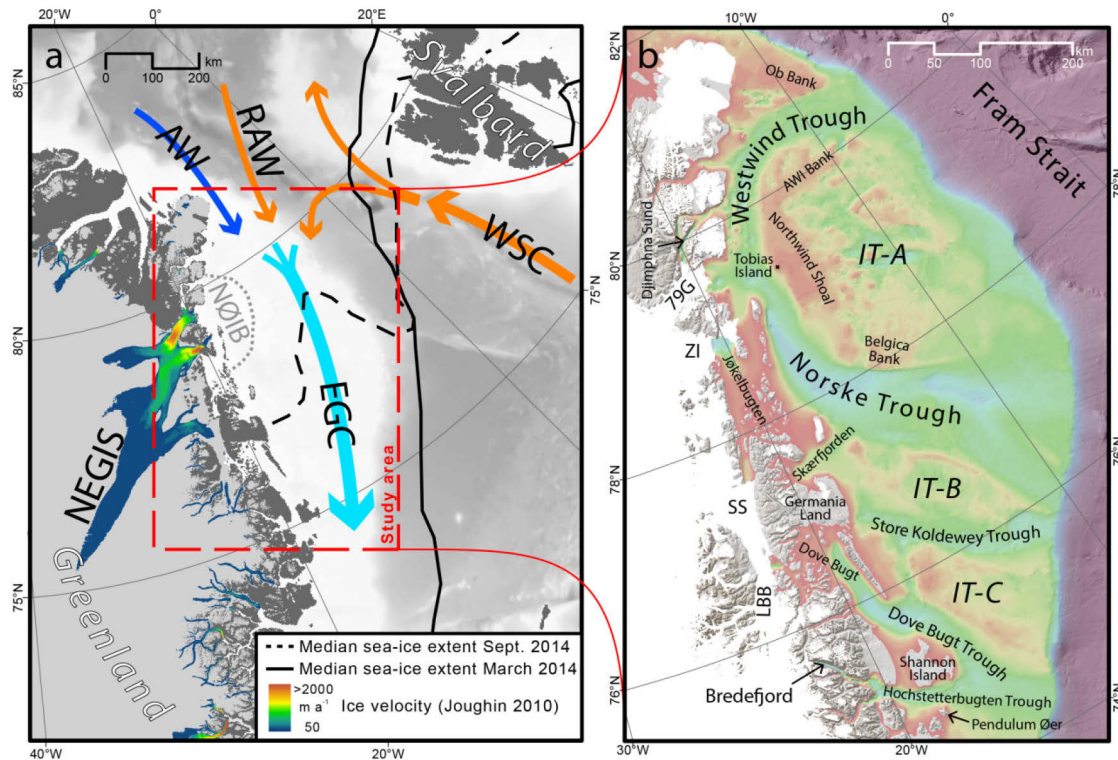 20°W
0°
20°E
a
0
100
200
km
Svalbard
85°N
AW
RAW
WSC
75°N
NØIB
80°N
EGC
NEGIS
Study area
Greenland
75°N
Median sea-ice extent Sept. 2014
Median sea-ice extent March 2014
>2000
m a⁻¹
50
Ice velocity (Joughin 2010)
40°W
20°W
10°W
0°
82°N
b
0
50
100
200
km
Ob Bank
Fram Strait
Westwind Trough
AWI Bank
78°N
Djimphna Sund
Northwind Shoal
IT-A
Tobias
Island
80°N
79G
Belgica
Bank
ZI
Jøkelbugten
Norske Trough
76°N
Skærfjorden
78°N
IT-B
SS
Germania
Land
Store Koldewey Trough
Dove Bugt
LBB
IT-C
Dove Bugt Trough
Shannon
Island
Bredefjord
76°N
Hochstetterbugten Trough
74°N
Pendulum Øer
30°W
20°W